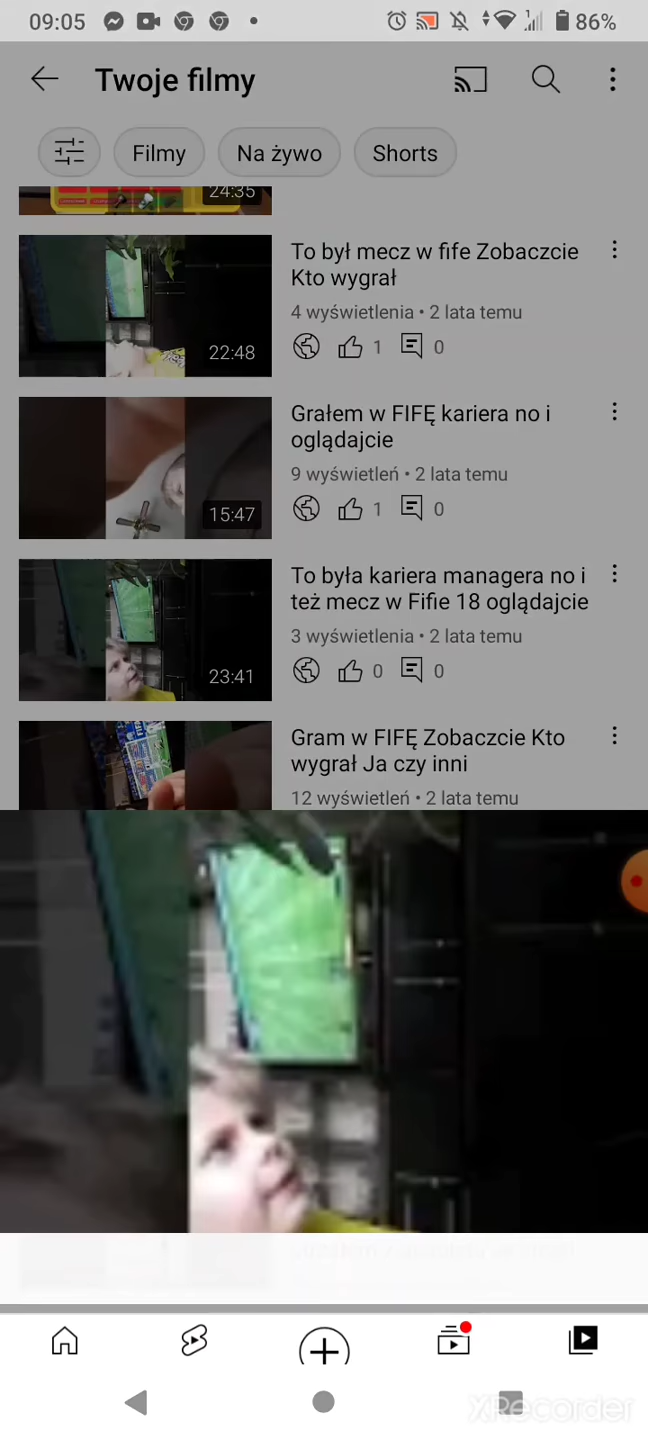 09:05
86%
Twoje filmy
Filmy
Na żywo
Shorts
24:35
To był mecz w fife Zobaczcie
Kto wygrał
4 wyświetlenia • 2 lata temu
22:48
1
0
Grałem w FIFĘ kariera no i
oglądajcie
9 wyświetleń • 2 lata temu
15:47
1
0
To była kariera managera no i
też mecz w Fifie 18 oglądajcie
3 wyświetlenia • 2 lata temu
23:41
0
0
Gram w FIFĘ Zobaczcie Kto
wygrał Ja czy inni
12 wyświetleń • 2 lata temu
XRecorder